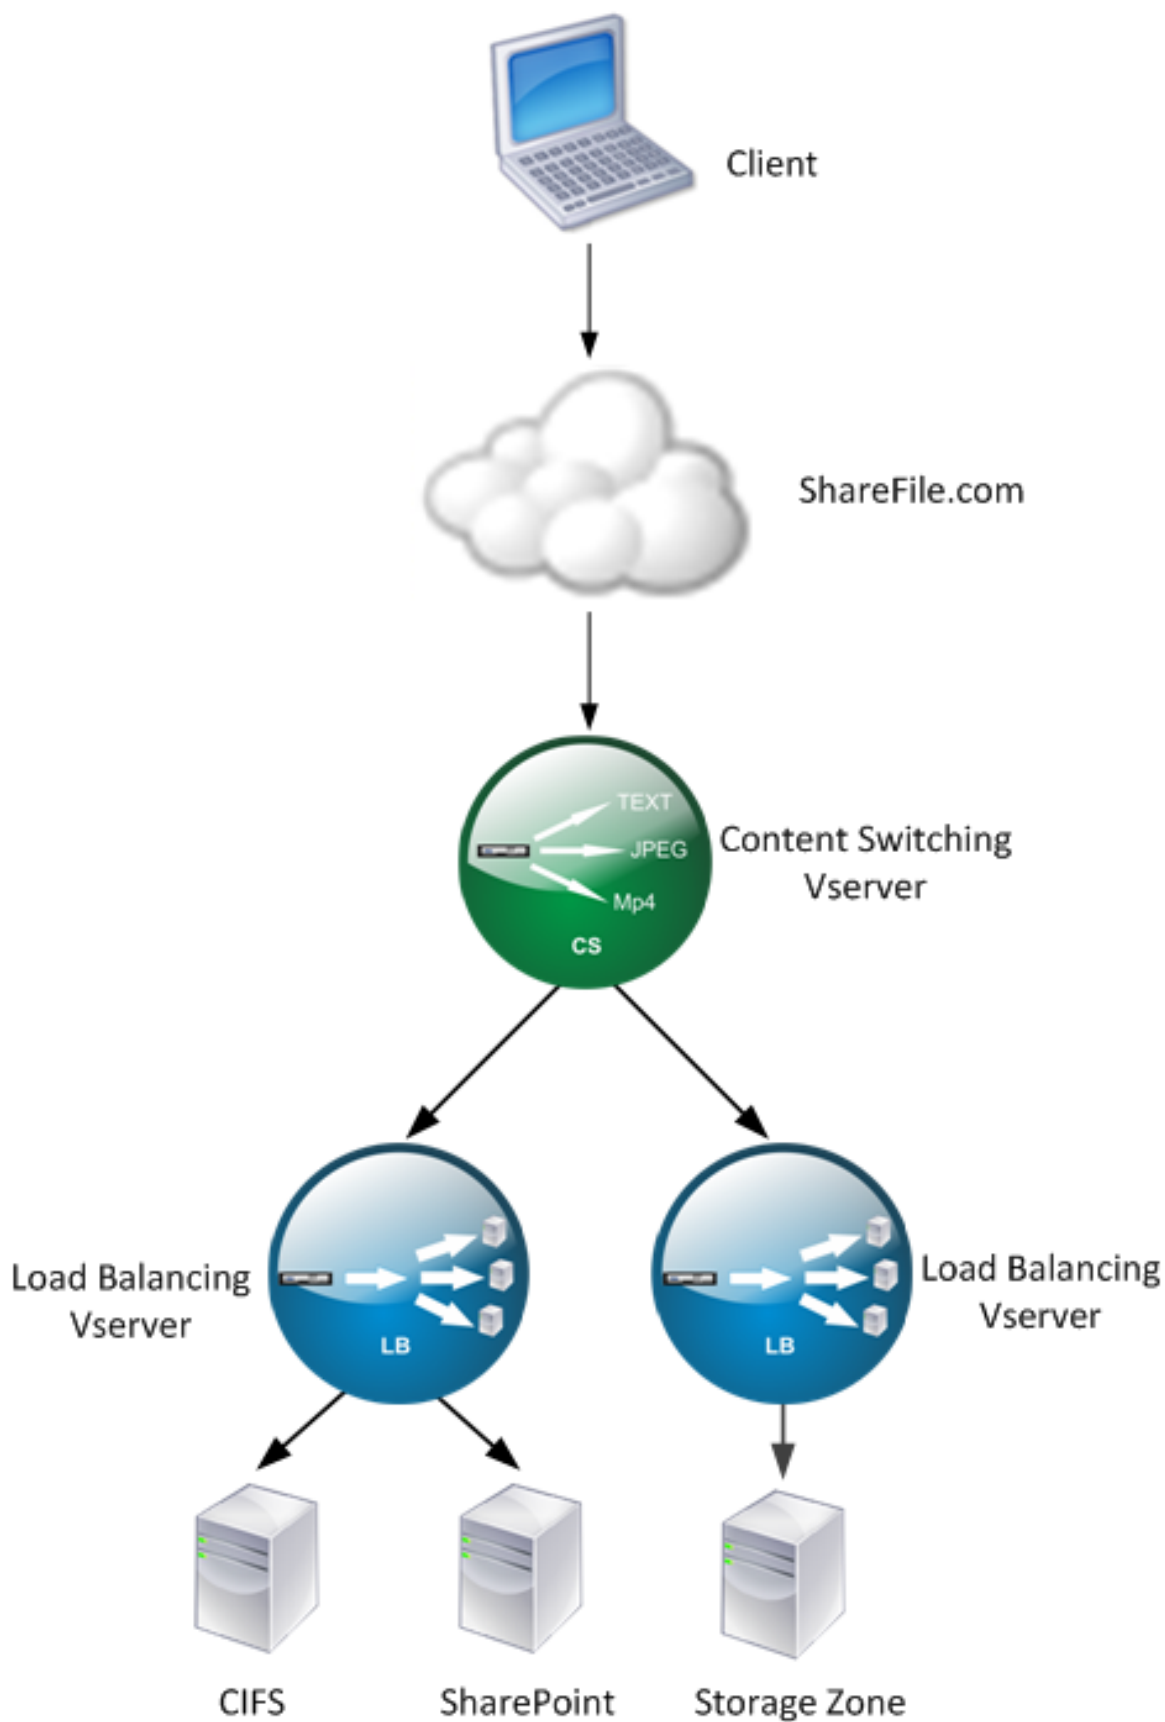 Client
ShareFile.com
TEXT
JPEG
Mp4
CS
Content Switching
Vserver
Load Balancing
Vserver
LB
LB
Load Balancing
Vserver
CIFS
SharePoint
Storage Zone